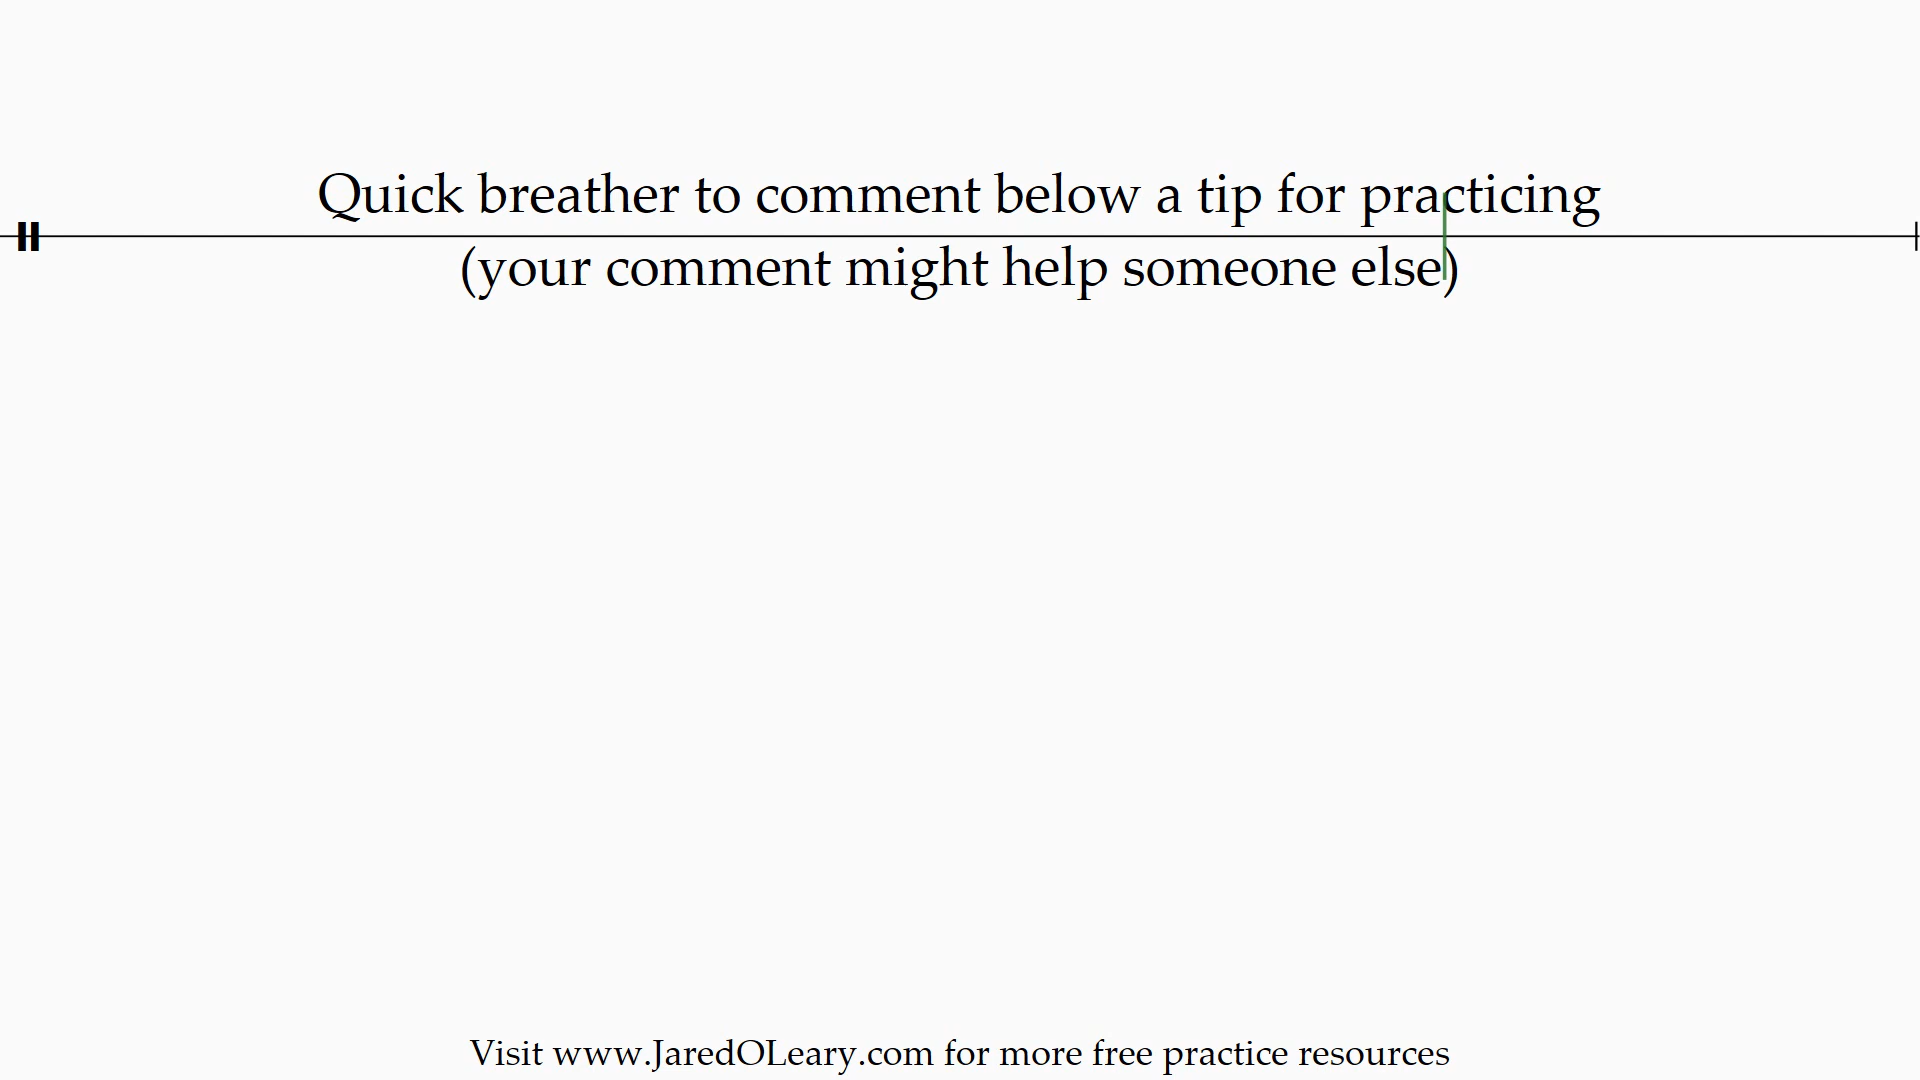 Quick breather to comment below a tip for practicing
(your comment might help someone else)
Visit www.JaredOLeary.com for more free practice resources